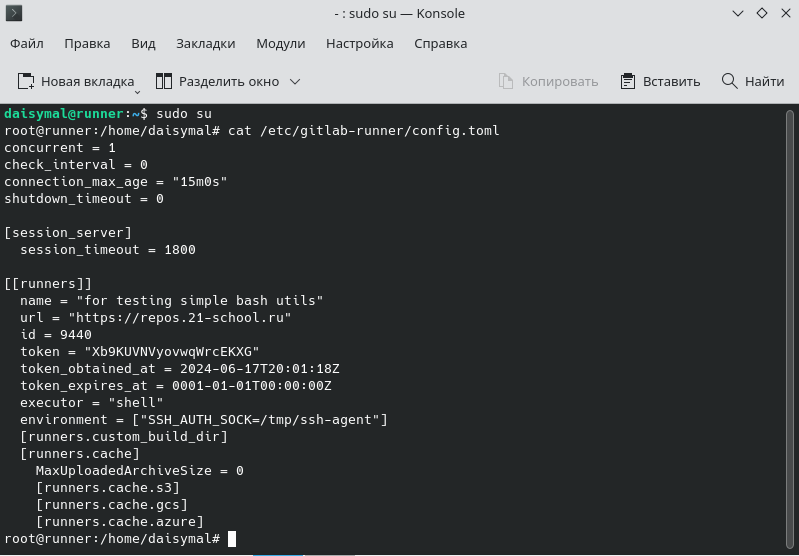 - : sudo su — Konsole
Файл Правка Вид Закладки Модули Настройка Справка
Новая вкладка Разделить окно Копировать Вставить Найти
daisymal@runner:~$ sudo su
root@runner:/home/daisymal# cat /etc/gitlab-runner/config.toml
concurrent = 1
check_interval = 0
connection_max_age = "15m0s"
shutdown_timeout = 0

[session_server]
  session_timeout = 1800

[[runners]]
  name = "for testing simple bash utils"
  url = "https://repos.21-school.ru"
  id = 9440
  token = "Xb9KUVNVyovwqWrcEKXG"
  token_obtained_at = 2024-06-17T20:01:18Z
  token_expires_at = 0001-01-01T00:00:00Z
  executor = "shell"
  environment = ["SSH_AUTH_SOCK=/tmp/ssh-agent"]
  [runners.custom_build_dir]
  [runners.cache]
    MaxUploadedArchiveSize = 0
    [runners.cache.s3]
    [runners.cache.gcs]
    [runners.cache.azure]
root@runner:/home/daisymal#